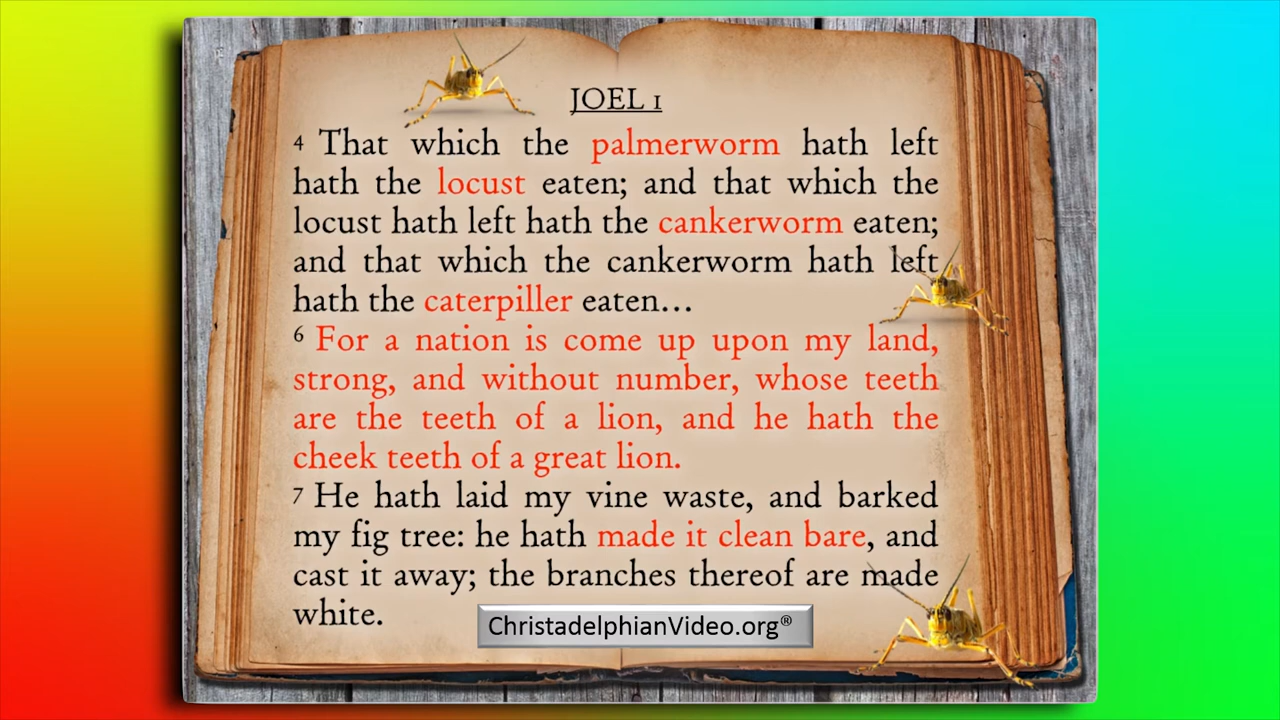 JOEL 1
4 That which the palmerworm hath left
hath the locust eaten; and that which the
locust hath left hath the cankerworm eaten;
and that which the cankerworm hath left
hath the caterpiller eaten…
6 For a nation is come up upon my land,
strong, and without number, whose teeth
are the teeth of a lion, and he hath the
cheek teeth of a great lion.
7 He hath laid my vine waste, and barked
my fig tree: he hath made it clean bare, and
cast it away; the branches thereof are made
white.
ChristadelphianVideo.org®